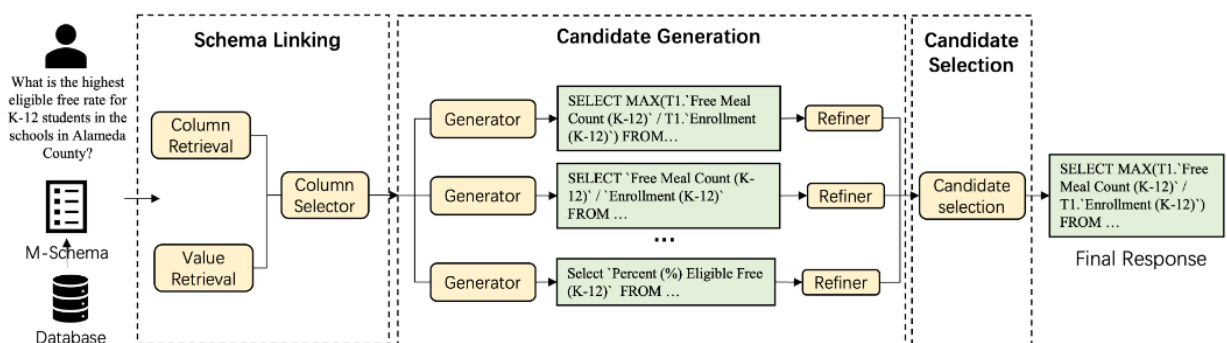 What is the highest
eligible free rate for
K-12 students in the
schools in Alameda
County?
M-Schema
Database
Schema Linking
Column
Retrieval
Value
Retrieval
Column
Selector
Candidate Generation
Generator
SELECT MAX(T1.`Free Meal
Count (K-12)` / T1.`Enrollment
(K-12)`) FROM…
Refiner
Generator
SELECT `Free Meal Count (K-
12)` / `Enrollment (K-12)`
FROM …
Refiner
...
Generator
Select `Percent (%) Eligible Free
(K-12)` FROM …
Refiner
Candidate
Selection
Candidate
selection
SELECT MAX(T1.`Free
Meal Count (K-12)` /
T1.`Enrollment (K-12)`)
FROM …
Final Response